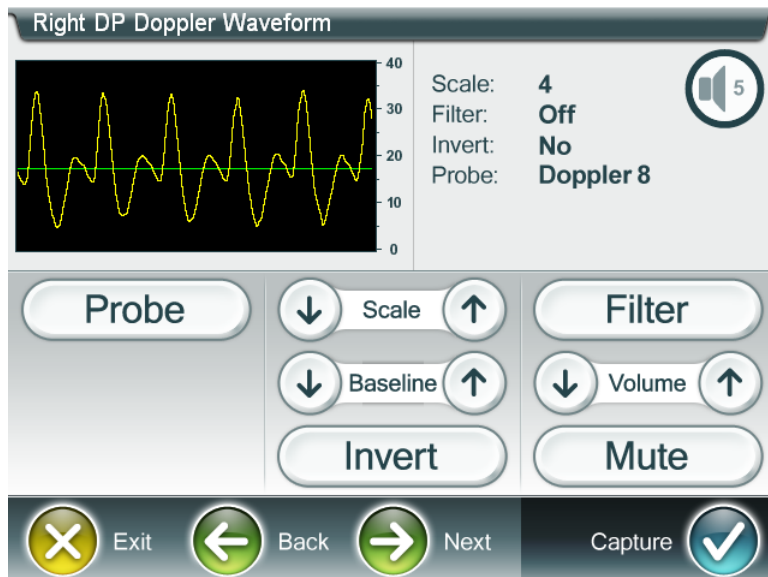 Right DP Doppler Waveform
40
30
20
10
0
Scale: 4
Filter: Off
Invert: No
Probe: Doppler 8
5
Probe
Scale
Filter
Baseline
Volume
Invert
Mute
Exit
Back
Next
Capture